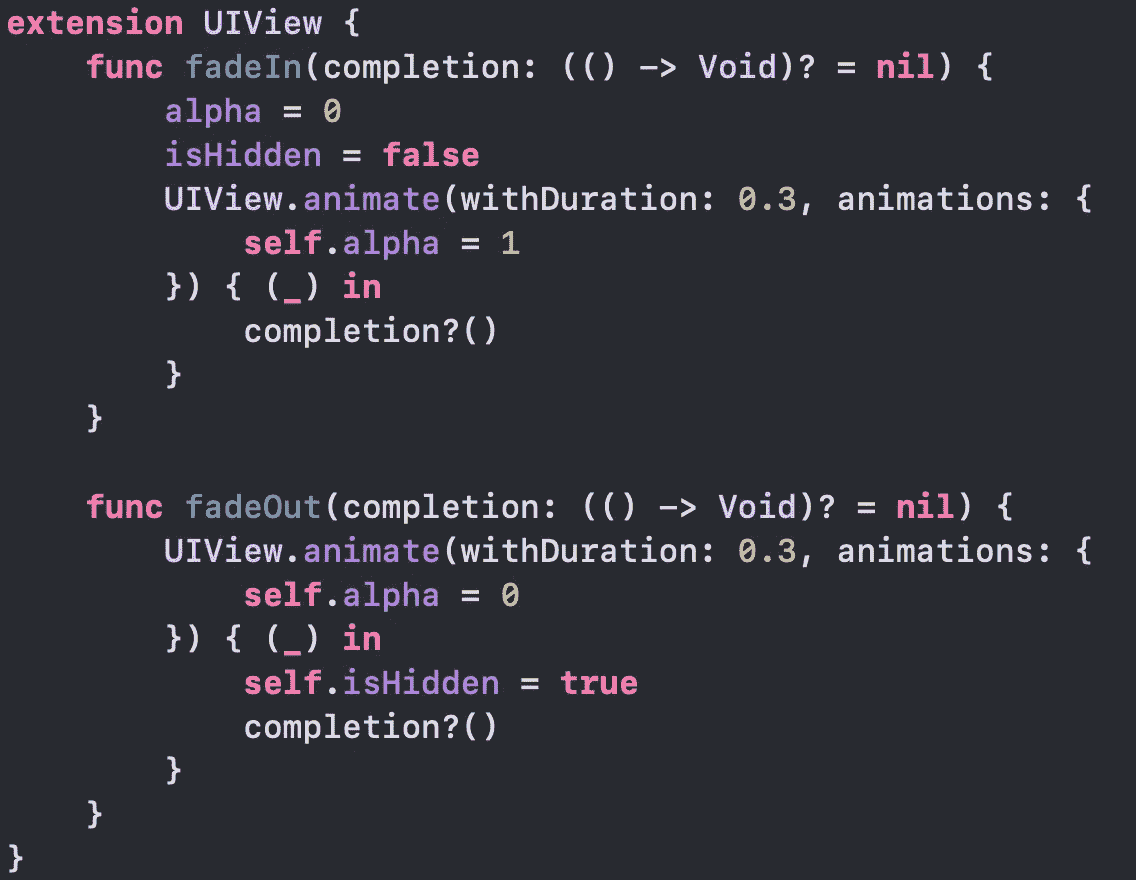 extension UIView {
    func fadeIn(completion: (() -> Void)? = nil) {
        alpha = 0
        isHidden = false
        UIView.animate(withDuration: 0.3, animations: {
            self.alpha = 1
        }) { (_) in
            completion?()
        }
    }

    func fadeOut(completion: (() -> Void)? = nil) {
        UIView.animate(withDuration: 0.3, animations: {
            self.alpha = 0
        }) { (_) in
            self.isHidden = true
            completion?()
        }
    }
}